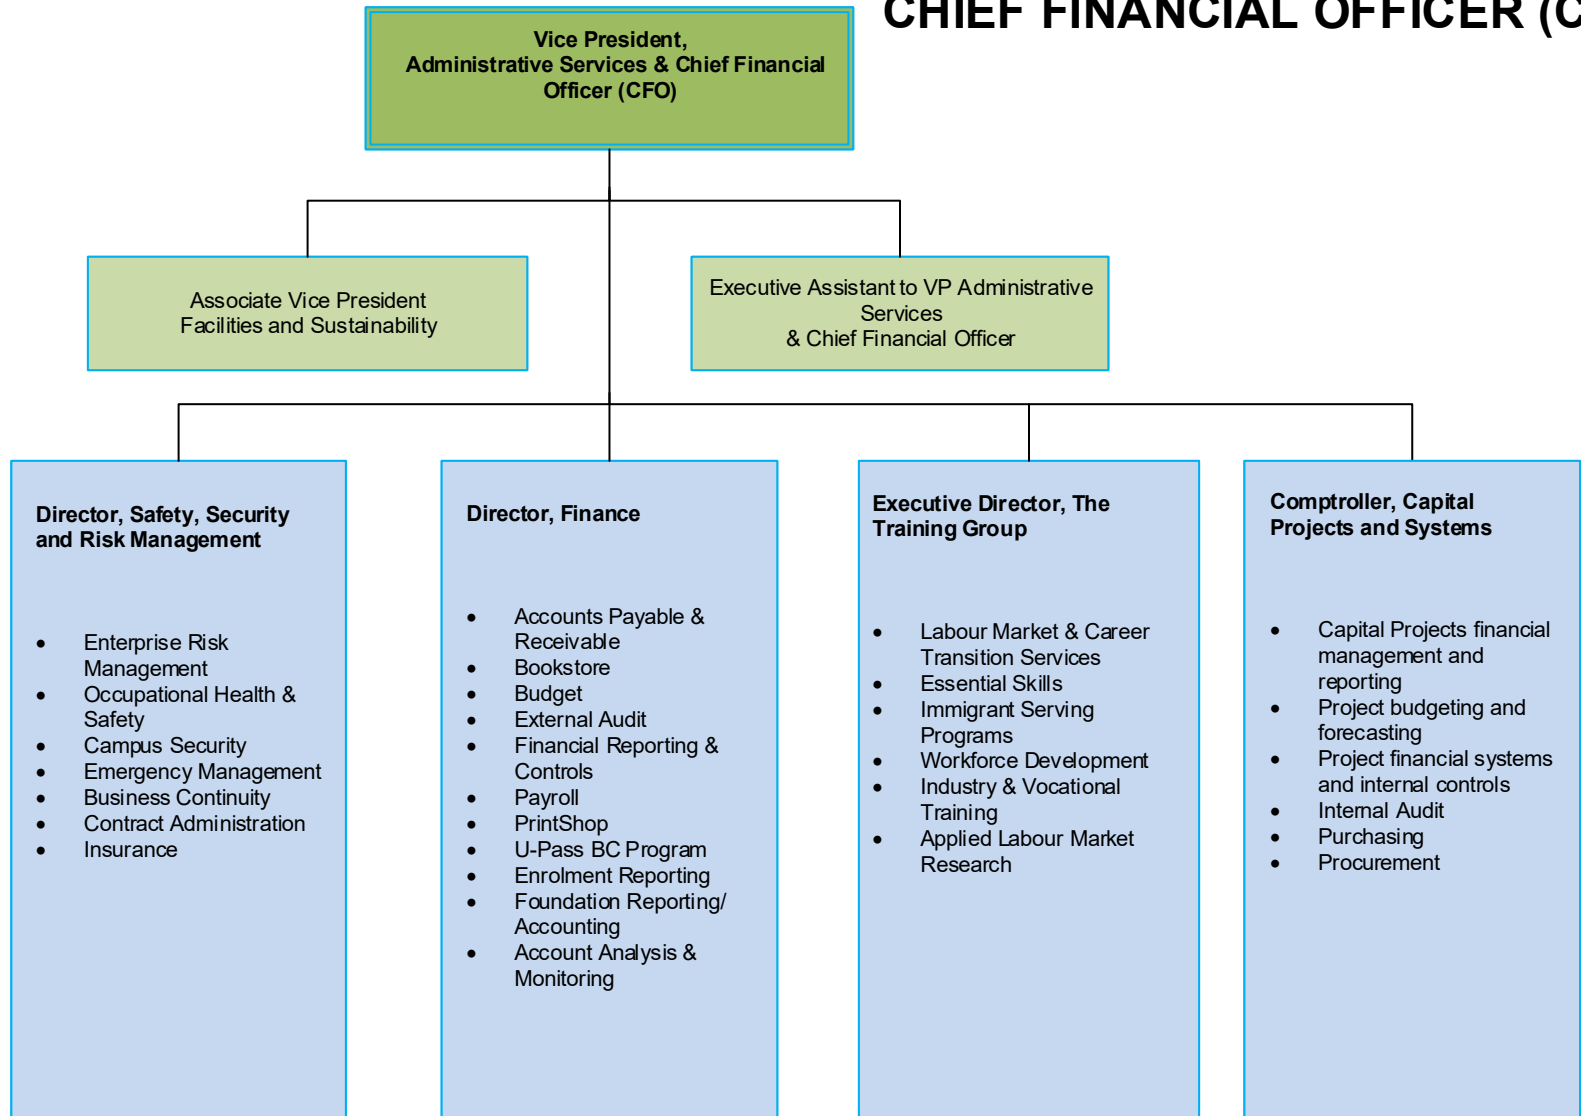 CHIEF FINANCIAL OFFICER (C
Vice President,
Administrative Services & Chief Financial
Officer (CFO)
Associate Vice President
Facilities and Sustainability
Executive Assistant to VP Administrative
Services
& Chief Financial Officer
Director, Safety, Security
and Risk Management
• Enterprise Risk
Management
• Occupational Health &
Safety
• Campus Security
• Emergency Management
• Business Continuity
• Contract Administration
• Insurance
Director, Finance
• Accounts Payable &
Receivable
• Bookstore
• Budget
• External Audit
• Financial Reporting &
Controls
• Payroll
• PrintShop
• U-Pass BC Program
• Enrolment Reporting
• Foundation Reporting/
Accounting
• Account Analysis &
Monitoring
Executive Director, The
Training Group
• Labour Market & Career
Transition Services
• Essential Skills
• Immigrant Serving
Programs
• Workforce Development
• Industry & Vocational
Training
• Applied Labour Market
Research
Comptroller, Capital
Projects and Systems
• Capital Projects financial
management and
reporting
• Project budgeting and
forecasting
• Project financial systems
and internal controls
• Internal Audit
• Purchasing
• Procurement